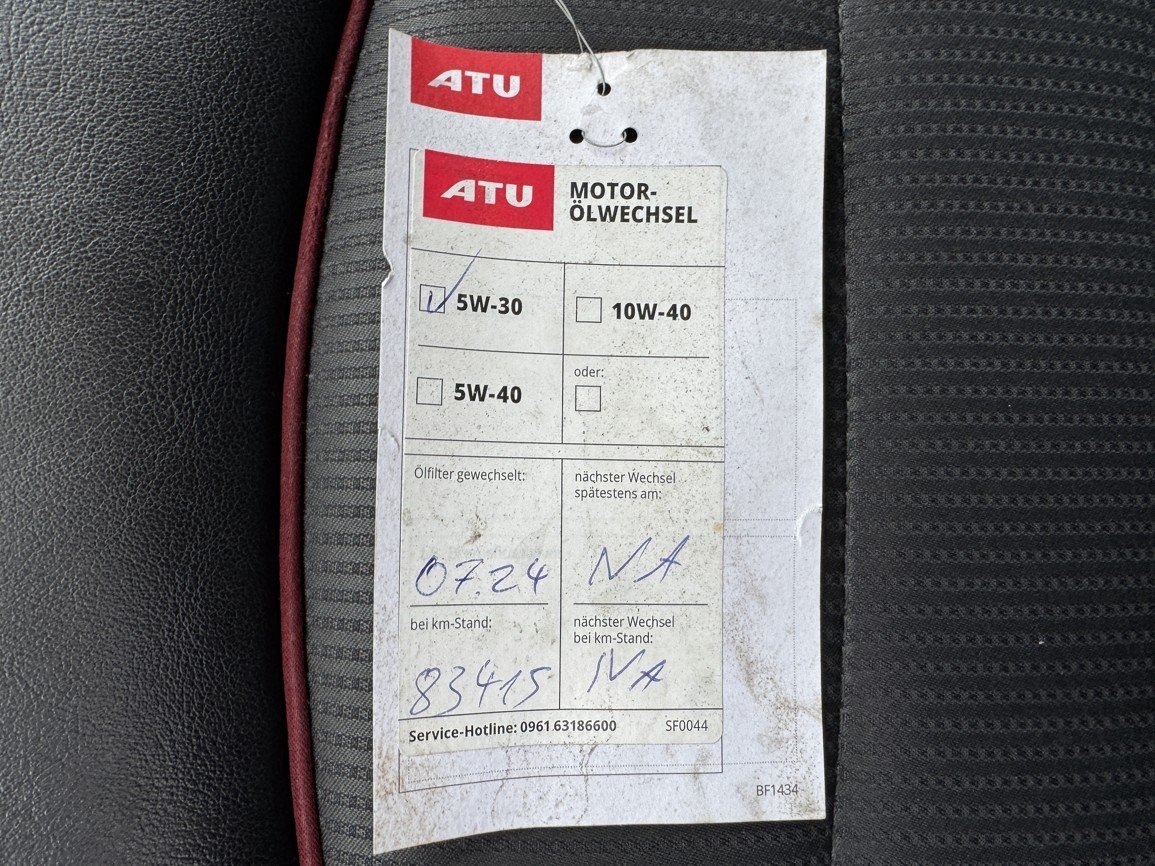 ATU
ATU
MOTOR-
ÖLWECHSEL
5W-30
10W-40
5W-40
oder:
Ölfilter gewechselt:
nächster Wechsel
spätestens am:
07.24
NA
bei km-Stand:
nächster Wechsel
bei km-Stand:
83415
NA
Service-Hotline: 0961 63186600
SF0044
BF1434